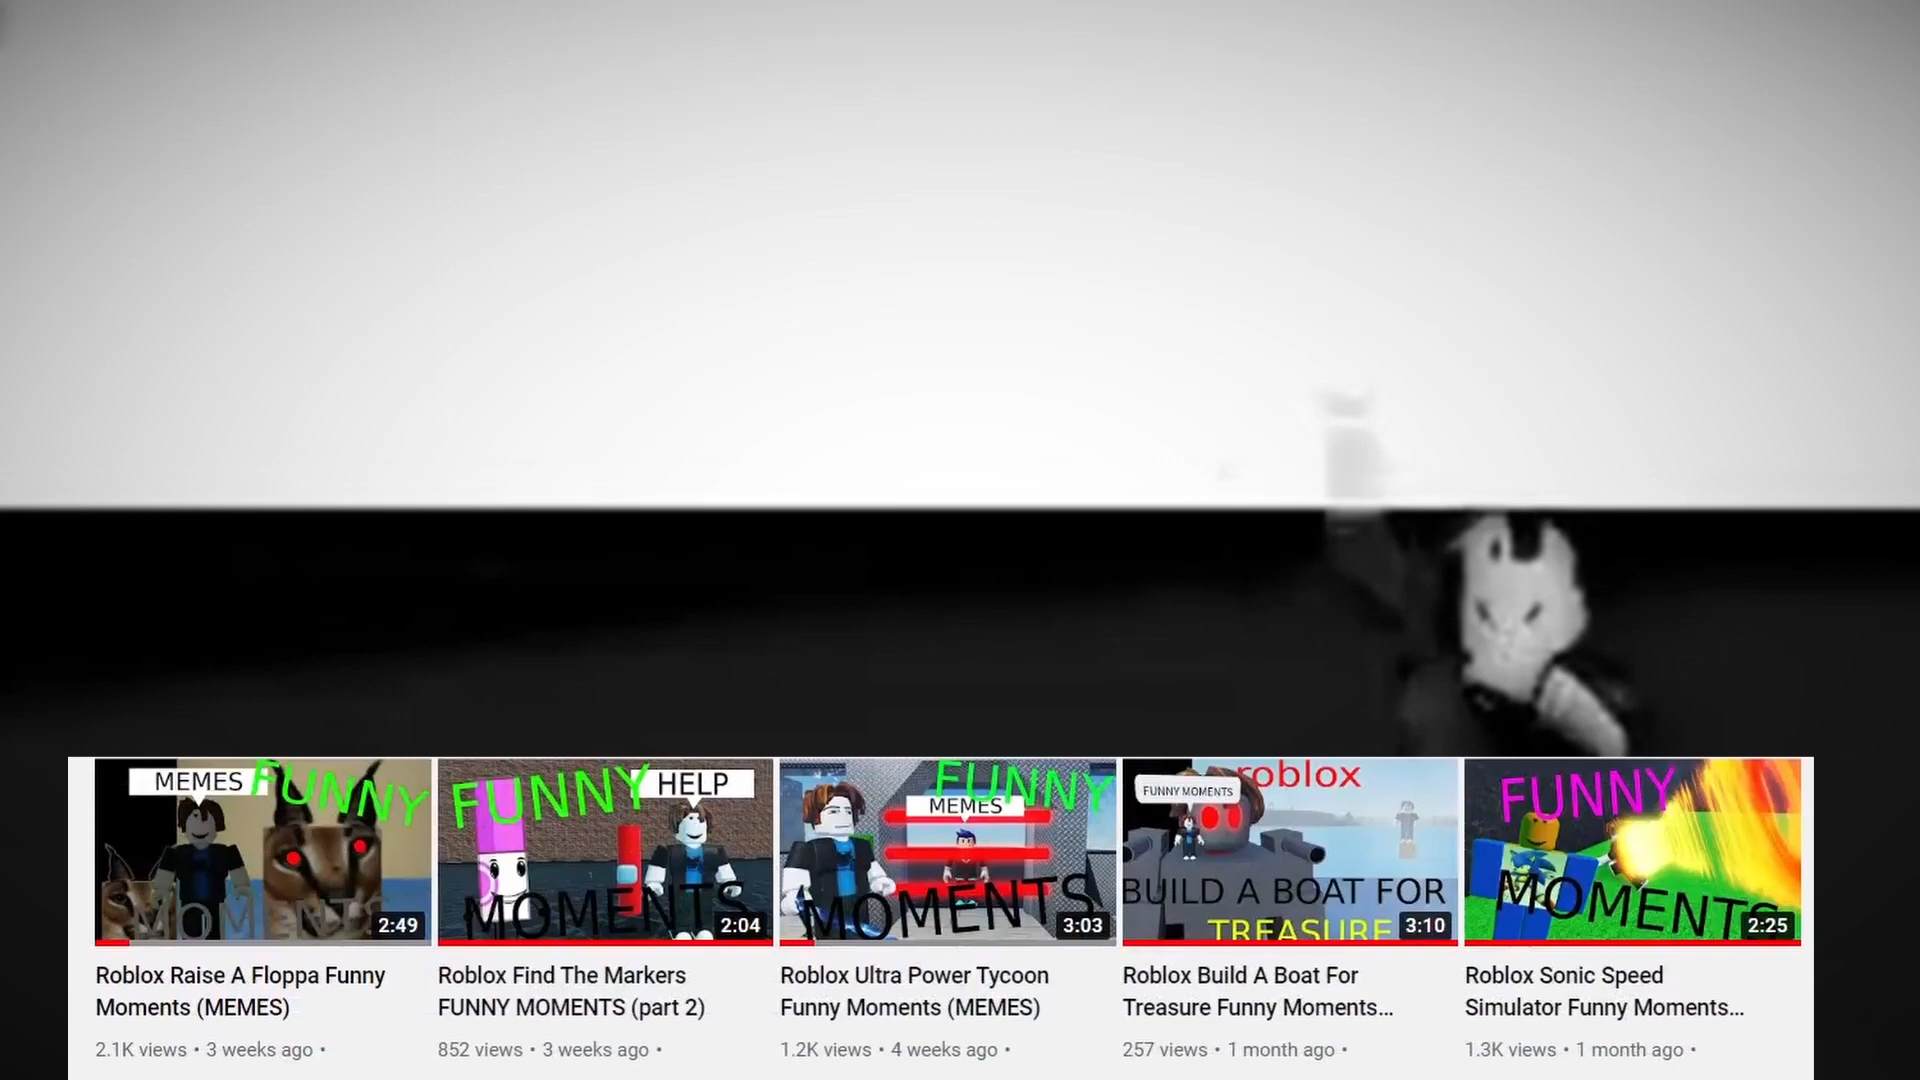 MEMES
FUNNY
MOMENTS
2:49
FUNNY
HELP
MOMENTS
2:04
FUNNY
MEMES
MOMENTS
3:03
roblox
FUNNY MOMENTS
BUILD A BOAT FOR
TREASURE
3:10
FUNNY
MOMENTS
2:25
Roblox Raise A Floppa Funny
Moments (MEMES)
2.1K views • 3 weeks ago •
Roblox Find The Markers
FUNNY MOMENTS (part 2)
852 views • 3 weeks ago •
Roblox Ultra Power Tycoon
Funny Moments (MEMES)
1.2K views • 4 weeks ago •
Roblox Build A Boat For
Treasure Funny Moments...
257 views • 1 month ago •
Roblox Sonic Speed
Simulator Funny Moments...
1.3K views • 1 month ago •